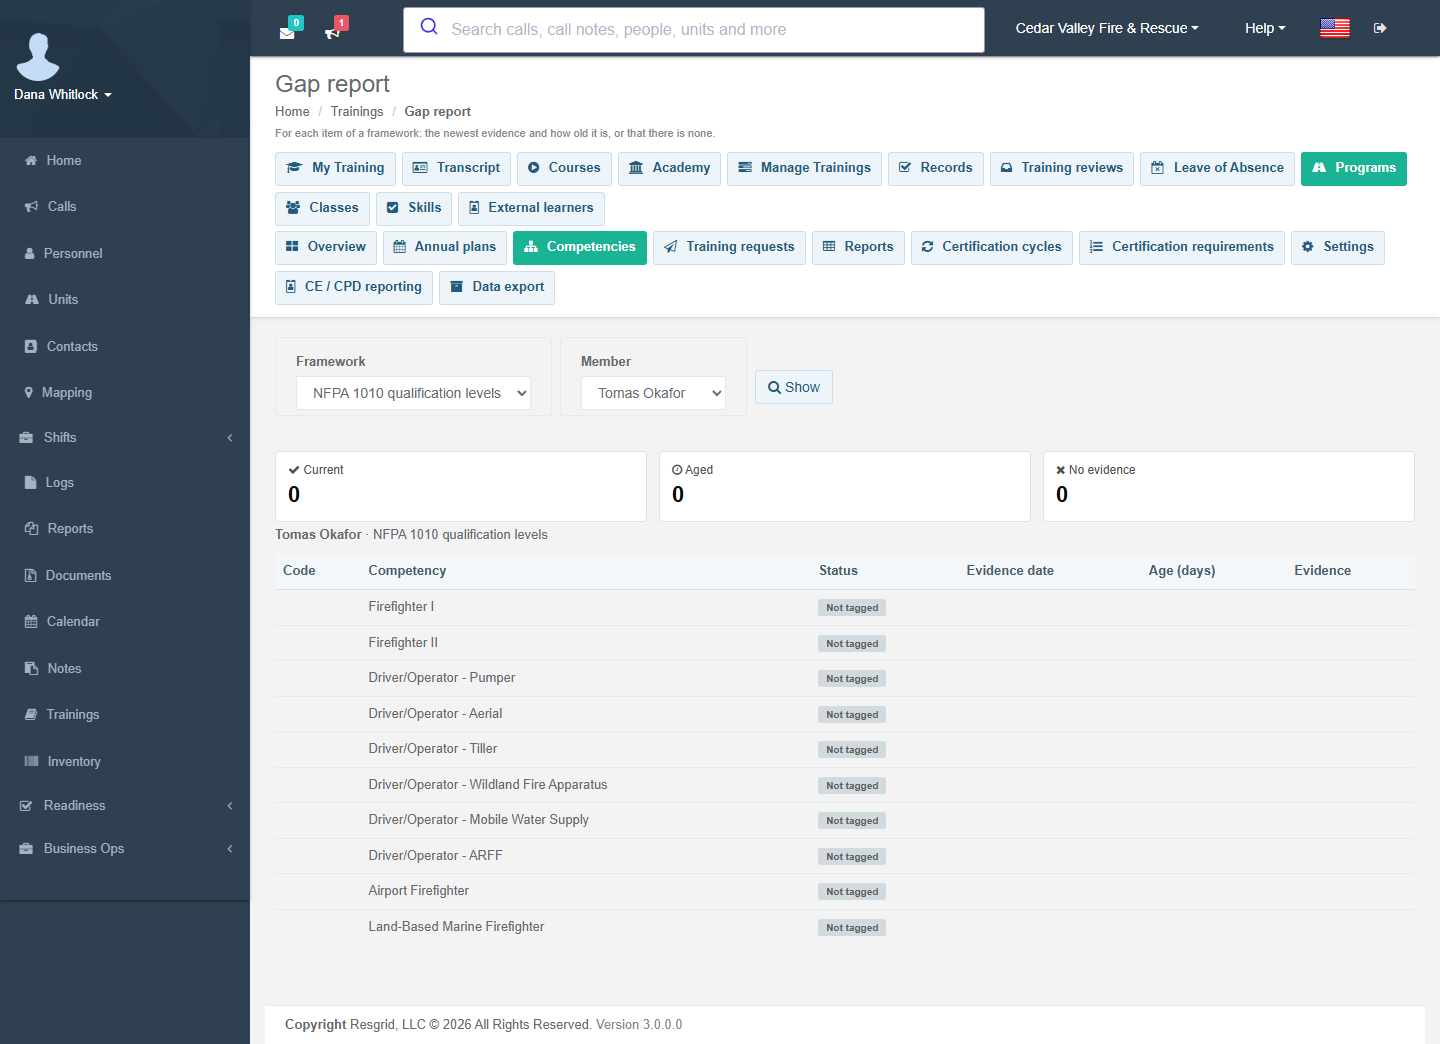 0
1
Search calls, call notes, people, units and more
Cedar Valley Fire & Rescue
Help
Dana Whitlock
Home
Calls
Personnel
Units
Contacts
Mapping
Shifts
Logs
Reports
Documents
Calendar
Notes
Trainings
Inventory
Readiness
Business Ops
Gap report
Home / Trainings / Gap report
For each item of a framework: the newest evidence and how old it is, or that there is none.
My Training Transcript Courses Academy Manage Trainings Records Training reviews Leave of Absence Programs
Classes Skills External learners
Overview Annual plans Competencies Training requests Reports Certification cycles Certification requirements Settings
CE / CPD reporting Data export
Framework
NFPA 1010 qualification levels
Member
Tomas Okafor
Show
Current
0
Aged
0
No evidence
0
Tomas Okafor · NFPA 1010 qualification levels
Code Competency Status Evidence date Age (days) Evidence
Firefighter I Not tagged
Firefighter II Not tagged
Driver/Operator - Pumper Not tagged
Driver/Operator - Aerial Not tagged
Driver/Operator - Tiller Not tagged
Driver/Operator - Wildland Fire Apparatus Not tagged
Driver/Operator - Mobile Water Supply Not tagged
Driver/Operator - ARFF Not tagged
Airport Firefighter Not tagged
Land-Based Marine Firefighter Not tagged
Copyright Resgrid, LLC © 2026 All Rights Reserved. Version 3.0.0.0